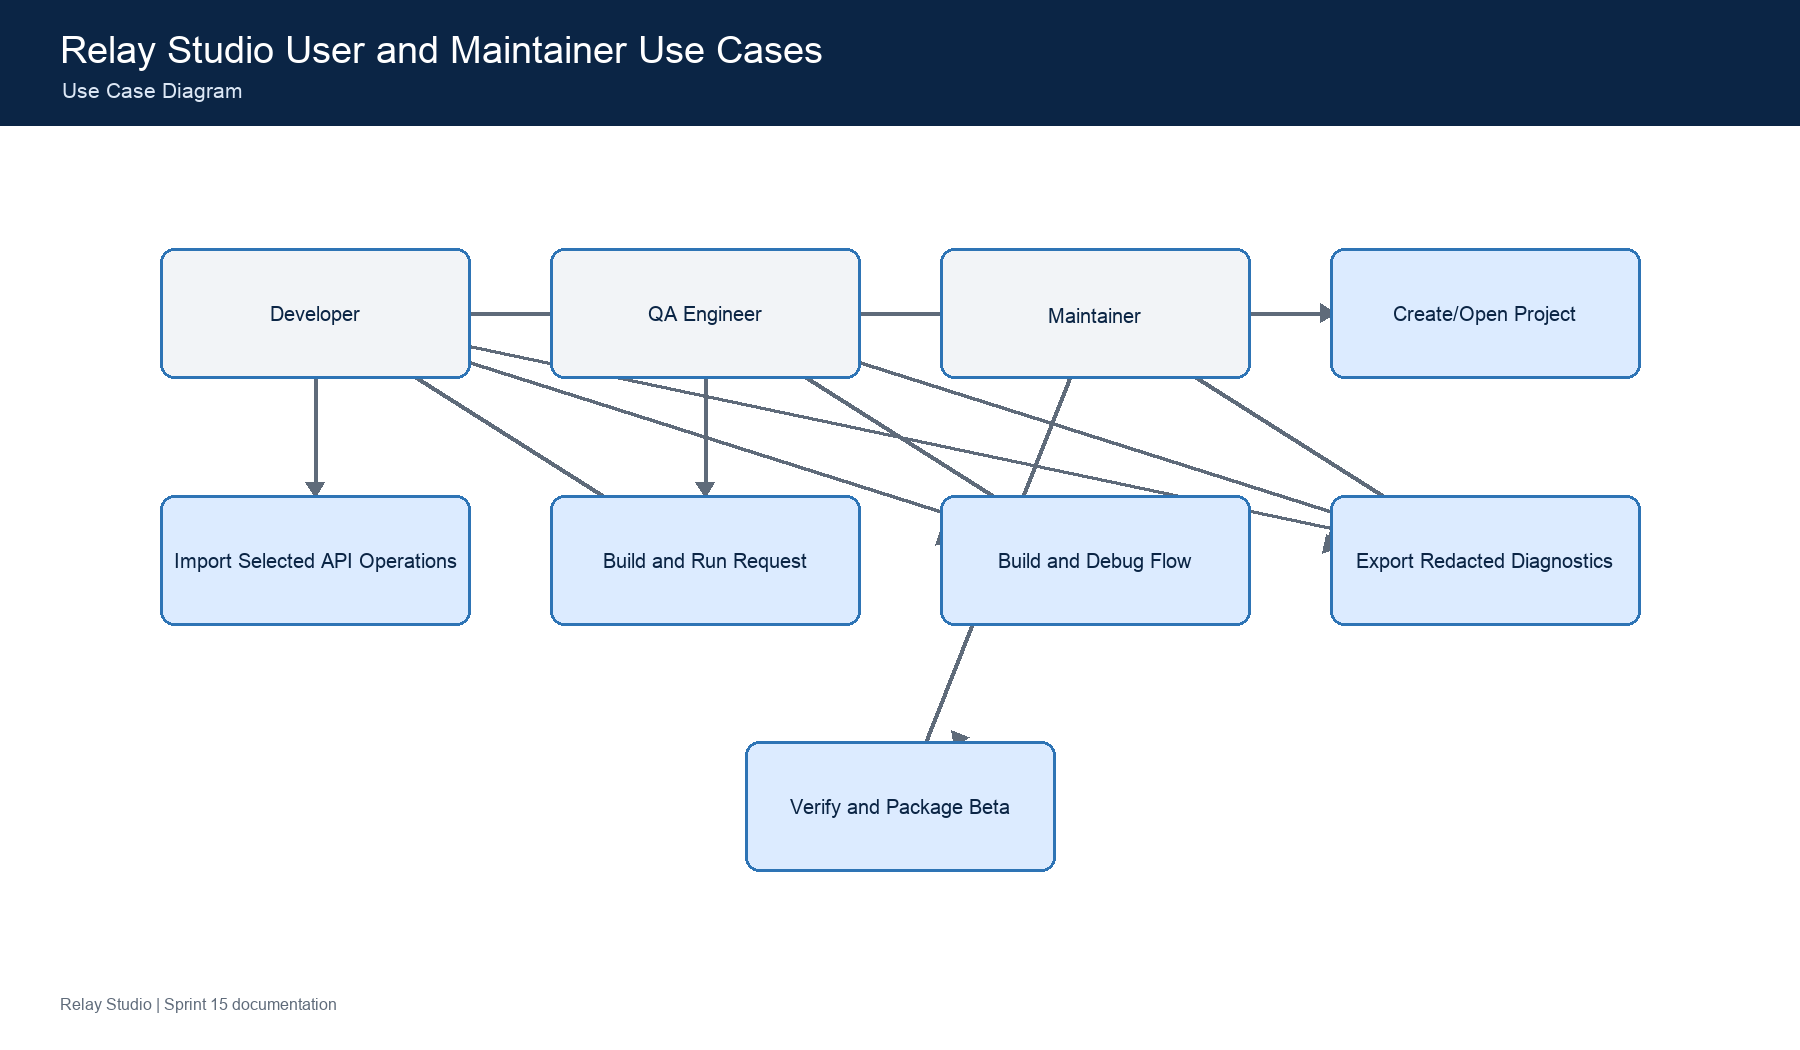 Relay Studio User and Maintainer Use Cases
Use Case Diagram
Developer
QA Engineer
Maintainer
Create/Open Project
Import Selected API Operations
Build and Run Request
Build and Debug Flow
Export Redacted Diagnostics
Verify and Package Beta
Relay Studio | Sprint 15 documentation